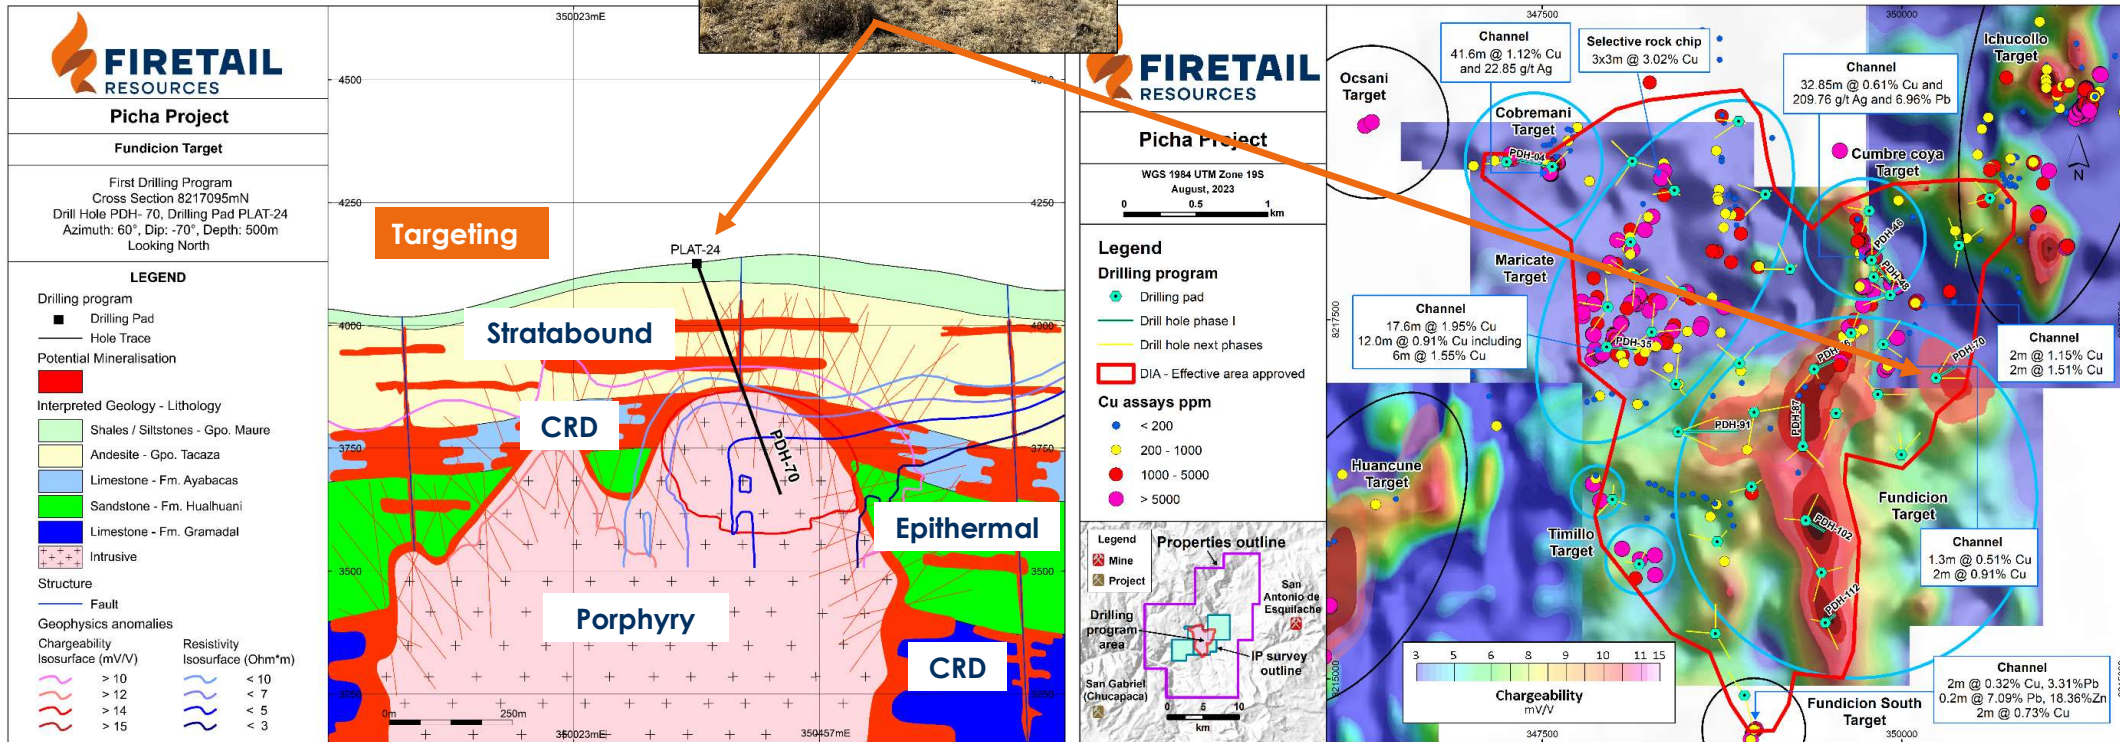 FIRETAIL
RESOURCES
Picha Project
Fundicion Target
First Drilling Program
Cross Section 8217095mN
Drill Hole PDH- 70, Drilling Pad PLAT-24
Azimuth: 60°, Dip: -70°, Depth: 500m
Looking North
LEGEND
Drilling program
Drilling Pad
Hole Trace
Potential Mineralisation
Interpreted Geology - Lithology
Shales / Siltstones - Gpo. Maure
Andesite - Gpo. Tacaza
Limestone - Fm. Ayabacas
Sandstone - Fm. Hualhuani
Limestone - Fm. Gramadal
Intrusive
Structure
Fault
Geophysics anomalies
Chargeability
Isosurface (mV/V)
> 10
> 12
> 14
> 15
Resistivity
Isosurface (Ohm*m)
< 10
< 7
< 5
< 3
350023mE
4500
4250
4250
4000
4000
3750
3750
3500
3500
3250
3250
Targeting
PLAT-24
Stratabound
CRD
PDH-70
Epithermal
Porphyry
CRD
0m
250m
350023mE
350457mE
FIRETAIL
RESOURCES
Picha Project
WGS 1984 UTM Zone 19S
August, 2023
0
0.5
1
km
Legend
Drilling program
Drilling pad
Drill hole phase I
Drill hole next phases
DIA - Effective area approved
Cu assays ppm
< 200
200 - 1000
1000 - 5000
> 5000
Legend
Mine
Project
Properties outline
San
Antonio de
Esquilache
Drilling
program
area
IP survey
outline
San Gabriel
(Chucapaca)
0
5
10
km
347500
350000
Channel
41.6m @ 1.12% Cu
and 22.85 g/t Ag
Selective rock chip
3x3m @ 3.02% Cu
Channel
32.85m @ 0.61% Cu and
209.76 g/t Ag and 6.96% Pb
Ichucollo
Target
Ocsani
Target
Cobremani
Target
PDH-04
Cumbre coya
Target
N
PDH-46
PDH-48
Maricate
Target
Channel
17.6m @ 1.95% Cu
12.0m @ 0.91% Cu including
6m @ 1.55% Cu
PDH-35
8217500
Channel
2m @ 1.15% Cu
2m @ 1.51% Cu
PDH-70
PDH-87
PDH-91
Huancune
Target
Fundicion
Target
PDH-102
Timillo
Target
Channel
1.3m @ 0.51% Cu
2m @ 0.91% Cu
PDH-112
3
5
6
8
9
10
11
15
Chargeability
mV/V
8215000
Channel
2m @ 0.32% Cu, 3.31%Pb
0.2m @ 7.09% Pb, 18.36%Zn
2m @ 0.73% Cu
Fundicion South
Target
347500
350000